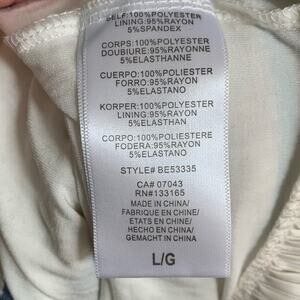 SELF:100%POLYESTER
LINING:95%RAYON
5%SPANDEX
CORPS:100%POLYESTER
DOUBIURE:95%RAYON
5%ELASTHANNE
CUERPO:100%POLIESTER
FORRO:95%RAYON
5%ELASTANO
KORPER:100%POLYESTER
LINING:95%RAYON
5%ELASTHAN
CORPO:100%POLIESTERE
FODERA:95%RAYON
5%ELASTANO
STYLE# BE53335
CA# 07043
RN#133165
MADE IN CHINA/
FABRIQUE EN CHINE/
ETATS EN CHINE/
HECHO EN CHINA/
GEMACHT IN CHINA
L/G